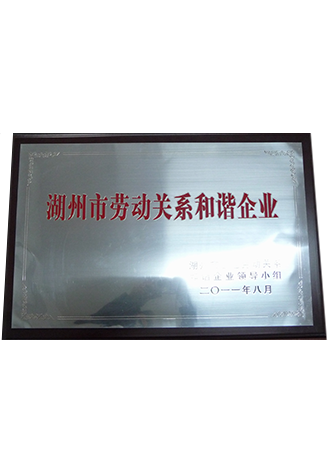 湖州市劳动关系和谐企业
企业领导小组
二〇一一年八月